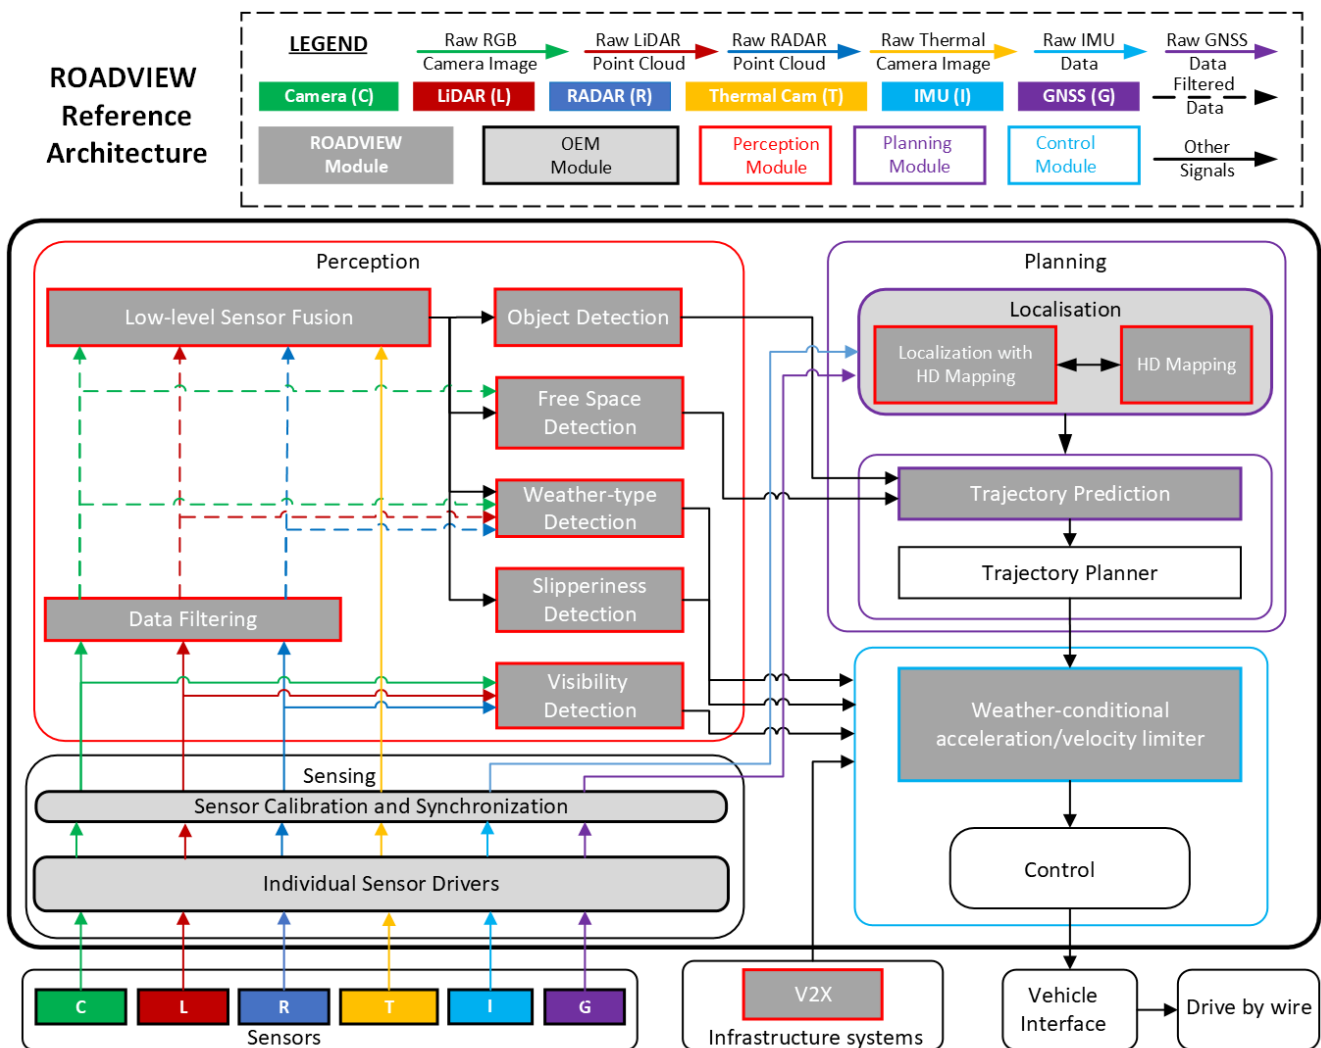 ROADVIEW
Reference
Architecture
LEGEND
Raw RGB
Camera Image
Raw LiDAR
Point Cloud
Raw RADAR
Point Cloud
Raw Thermal
Camera Image
Raw IMU
Data
Raw GNSS
Data
Camera (C)
LiDAR (L)
RADAR (R)
Thermal Cam (T)
IMU (I)
GNSS (G)
Filtered
Data
ROADVIEW
Module
OEM
Module
Perception
Module
Planning
Module
Control
Module
Other
Signals
Perception
Low-level Sensor Fusion
Object Detection
Free Space
Detection
Weather-type
Detection
Slipperiness
Detection
Data Filtering
Visibility
Detection
Planning
Localisation
Localization with
HD Mapping
HD Mapping
Trajectory Prediction
Trajectory Planner
Weather-conditional
acceleration/velocity limiter
Control
Sensing
Sensor Calibration and Synchronization
Individual Sensor Drivers
C
L
R
T
I
G
Sensors
V2X
Infrastructure systems
Vehicle
Interface
Drive by wire